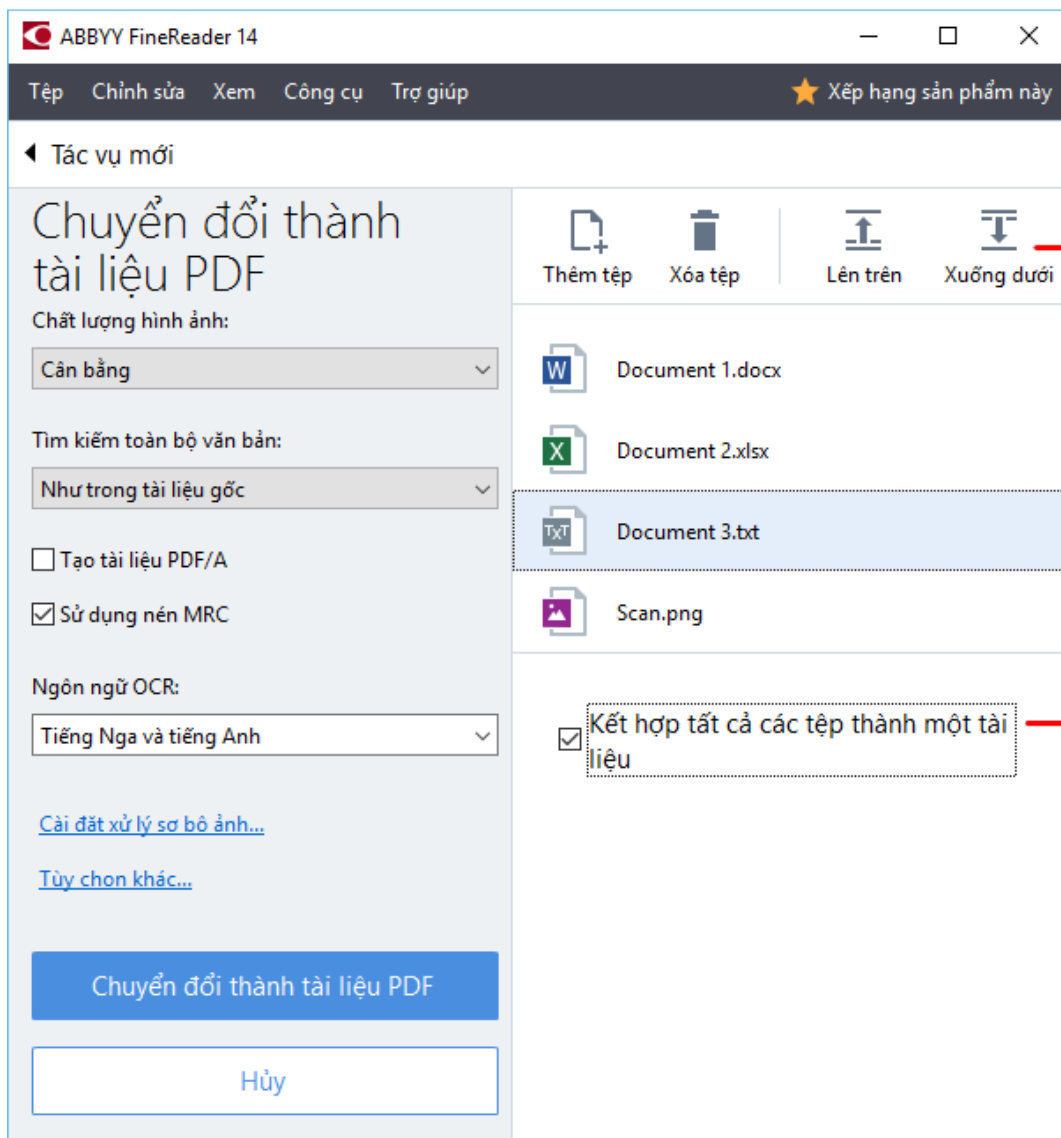 ABBYY FineReader 14
Tệp Chỉnh sửa Xem Công cụ Trợ giúp Xếp hạng sản phẩm này
Tác vụ mới
Chuyển đổi thành
tài liệu PDF
Chất lượng hình ảnh:
Cân bằng
Tìm kiếm toàn bộ văn bản:
Như trong tài liệu gốc
Tạo tài liệu PDF/A
Sử dụng nén MRC
Ngôn ngữ OCR:
Tiếng Nga và tiếng Anh
Cài đặt xử lý sơ bộ ảnh...
Tùy chọn khác...
Chuyển đổi thành tài liệu PDF
Hủy
Thêm tệp Xóa tệp Lên trên Xuống dưới
W Document 1.docx
X Document 2.xlsx
TxT Document 3.txt
Scan.png
Kết hợp tất cả các tệp thành một tài
liệu